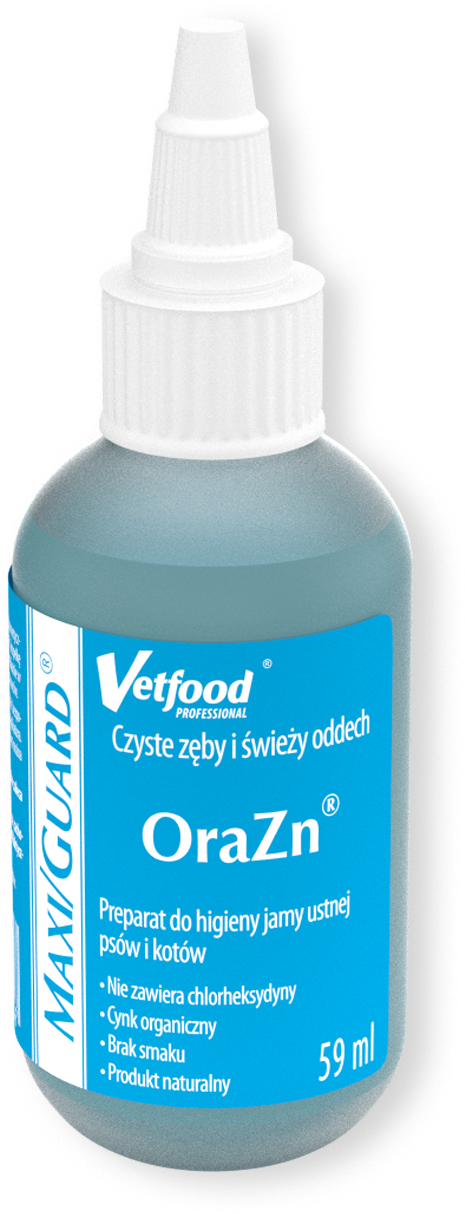 MAXI/GUARD®
Vetfood®
PROFESSIONAL
Czyste zęby i świeży oddech
OraZn®
Preparat do higieny jamy ustnej
psów i kotów
• Nie zawiera chlorheksydyny
• Cynk organiczny
• Brak smaku
• Produkt naturalny
59 ml